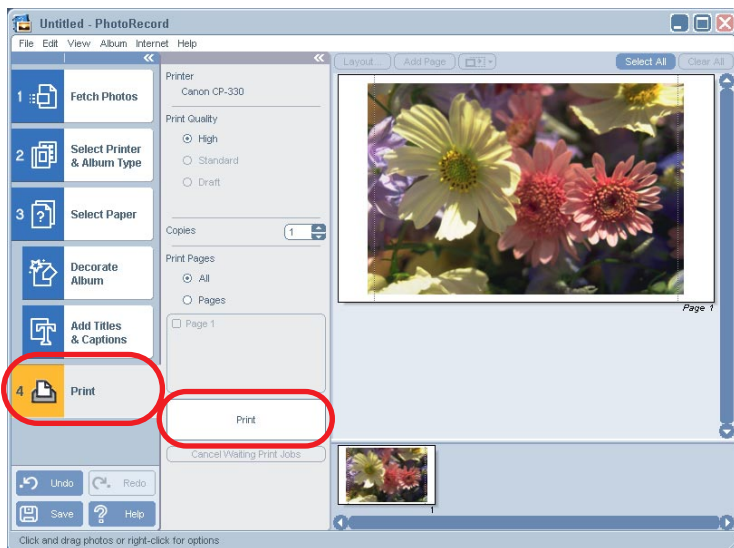 Untitled - PhotoRecord
File Edit View Album Internet Help
1 Fetch Photos
2 Select Printer
& Album Type
3 Select Paper
Decorate
Album
Add Titles
& Captions
4 Print
Undo
Redo
Save
Help
Printer
Canon CP-330
Print Quality
High
Standard
Draft
Copies 1
Print Pages
All
Pages
Page 1
Print
Cancel Waiting Print Jobs
Layout... Add Page Select All Clear All
Page 1
1
Click and drag photos or right-click for options